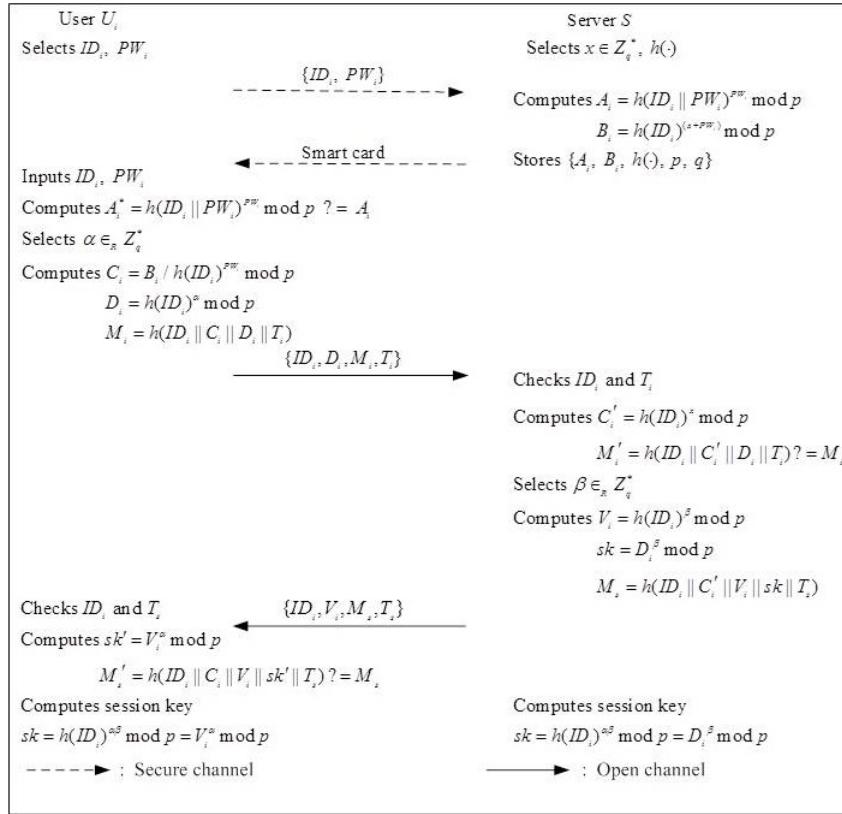 User U_i
Server S
Selects ID_i, PW_i
Selects x ∈ Z_q^*, h(·)
{ID_i, PW_i}
Computes A_i = h(ID_i || PW_i)^{PW_i} mod p
B_i = h(ID_i)^{(s+PW_i)} mod p
Smart card
Stores {A_i, B_i, h(·), p, q}
Inputs ID_i, PW_i
Computes A_i^* = h(ID_i || PW_i)^{PW} mod p ?= A_i
Selects α ∈_R Z_q^*
Computes C_i = B_i / h(ID_i)^{PW} mod p
D_i = h(ID_i)^α mod p
M_i = h(ID_i || C_i || D_i || T_i)
{ID_i, D_i, M_i, T_i}
Checks ID_i and T_i
Computes C_i' = h(ID_i)^s mod p
M_i' = h(ID_i || C_i' || D_i || T_i) ?= M_i
Selects β ∈_R Z_q^*
Computes V_i = h(ID_i)^β mod p
sk = D_i^β mod p
M_s = h(ID_i || C_i' || V_i || sk || T_s)
{ID_i, V_i, M_s, T_s}
Checks ID_i and T_s
Computes sk' = V_i^α mod p
M_s' = h(ID_i || C_i || V_i || sk' || T_s) ?= M_s
Computes session key
sk = h(ID_i)^{αβ} mod p = V_i^α mod p
Computes session key
sk = h(ID_i)^{αβ} mod p = D_i^β mod p
: Secure channel
: Open channel